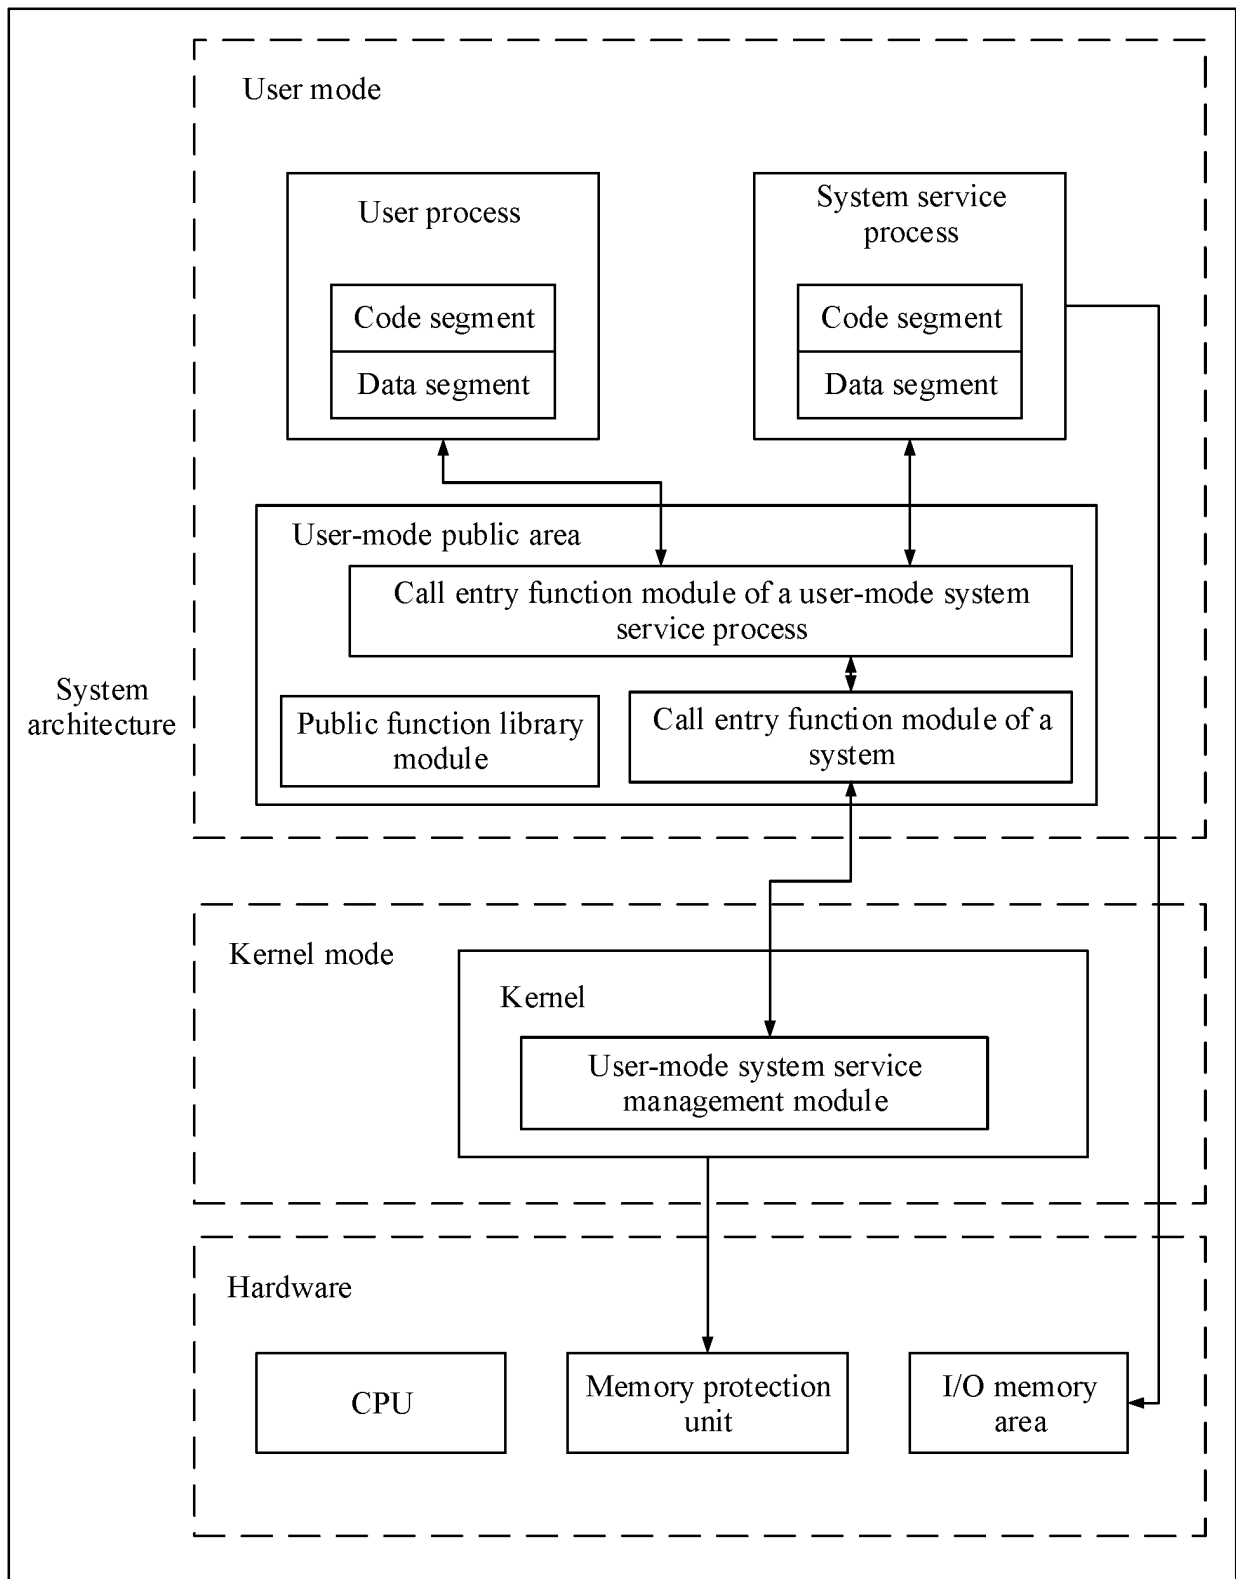 User mode
User process
System service
process
Code segment
Data segment
Code segment
Data segment
User-mode public area
Call entry function module of a user-mode system
service process
System
architecture
Public function library
module
Call entry function module of a
system
Kernel mode
Kernel
User-mode system service
management module
Hardware
CPU
Memory protection
unit
I/O memory
area